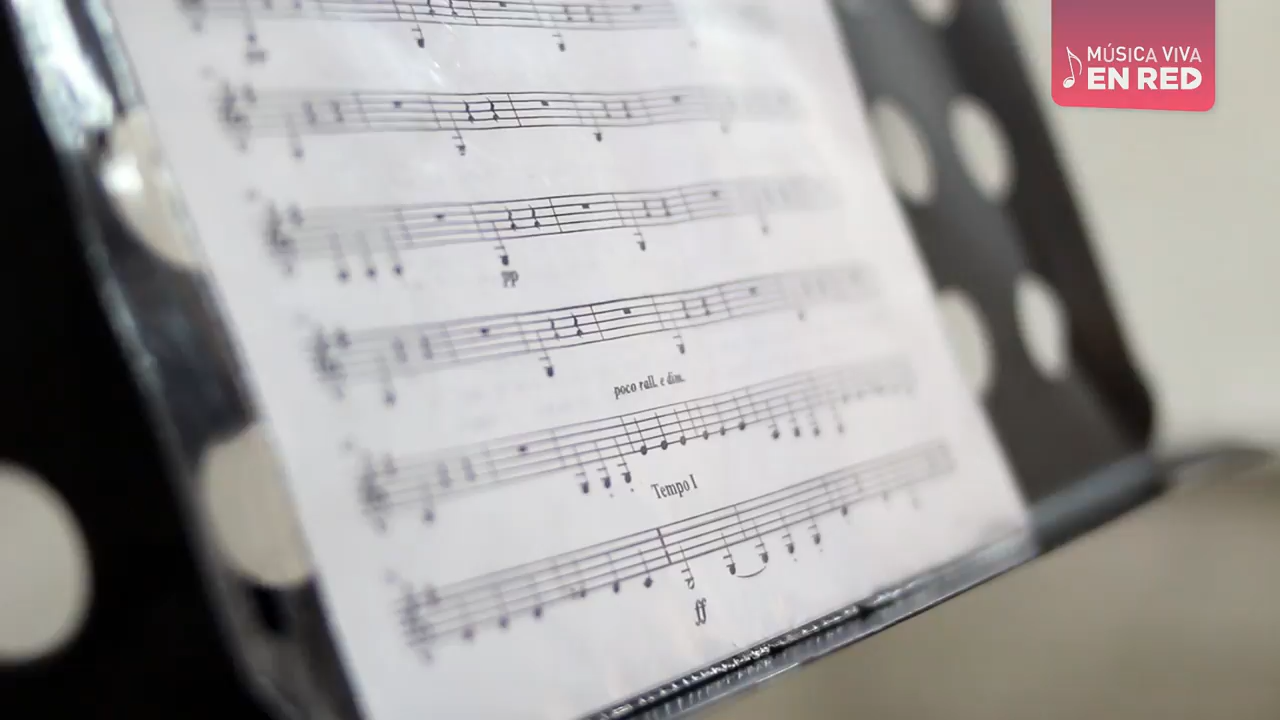 MÚSICA VIVA
EN RED
pp
poco rall. e dim.
Tempo I
ff